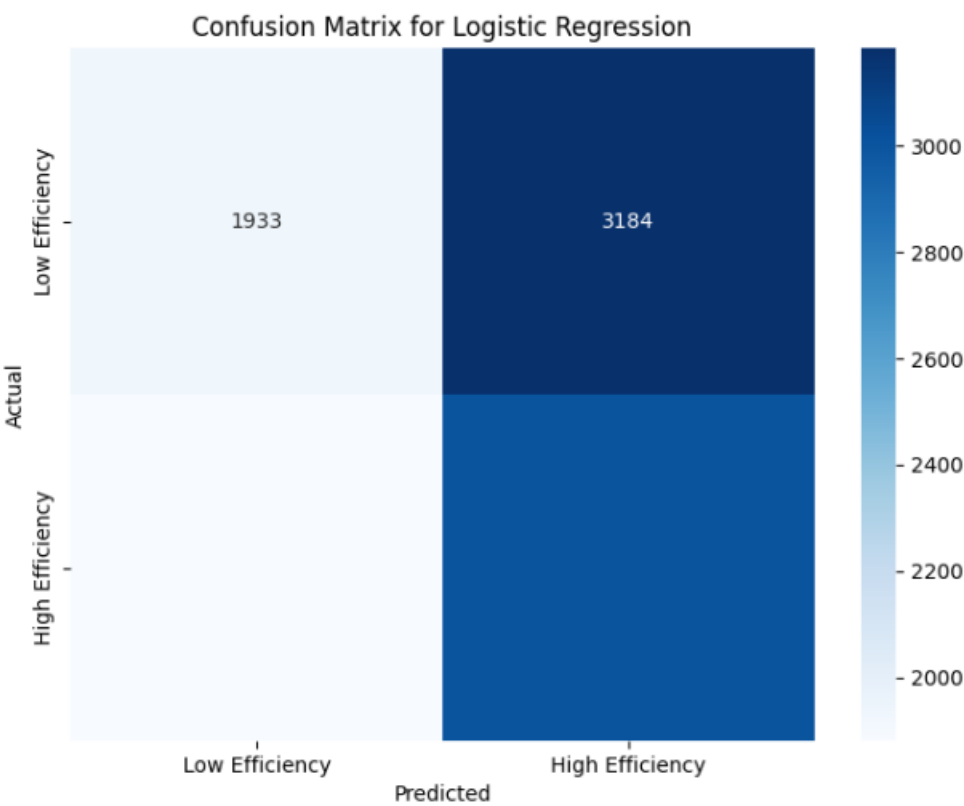 Confusion Matrix for Logistic Regression
Low Efficiency
1933
3184
3000
2800
2600
2400
2200
2000
Actual
High Efficiency
Low Efficiency
High Efficiency
Predicted